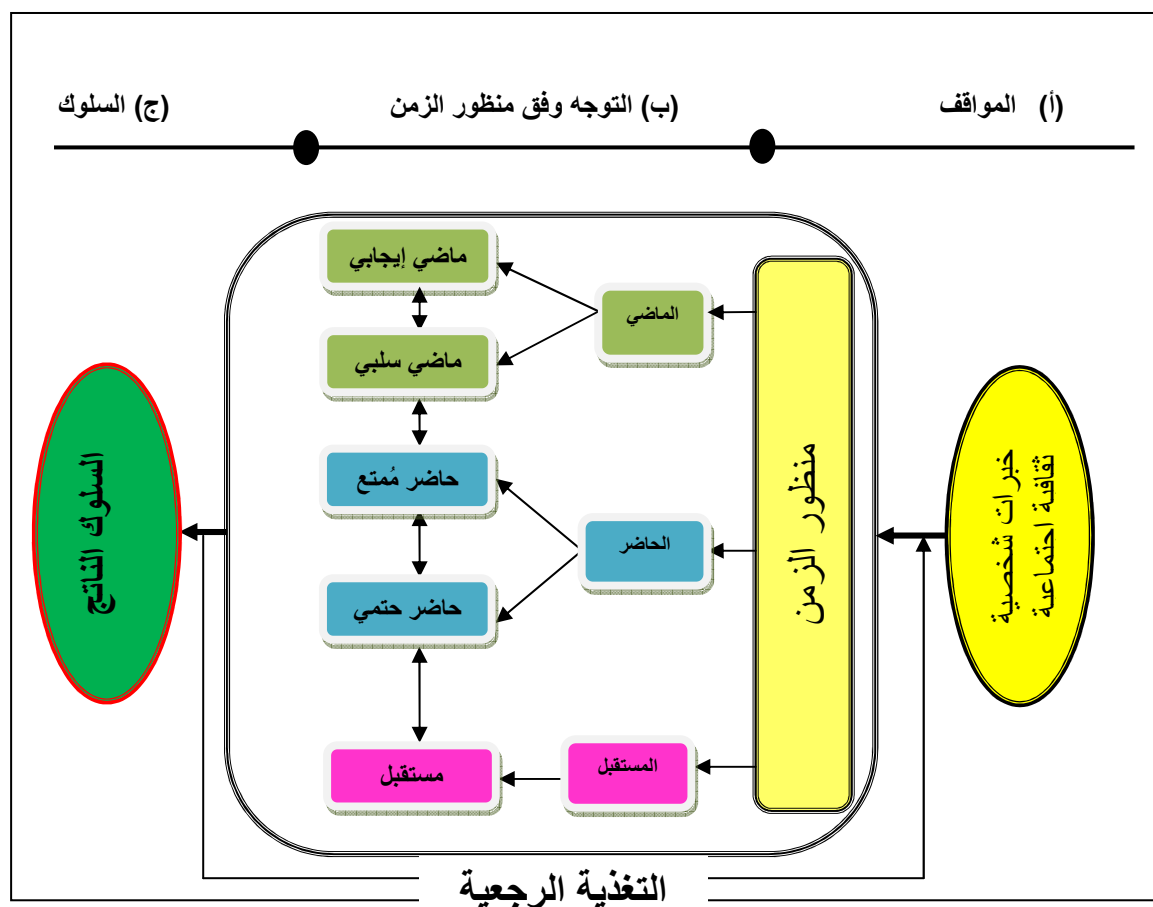 (أ) المواقف
(ب) التوجه وفق منظور الزمن
(ج) السلوك
خبرات شخصية
ثقافية اجتماعية
منظور الزمن
الماضي
ماضي إيجابي
ماضي سلبي
الحاضر
حاضر مُمتع
حاضر حتمي
المستقبل
مستقبل
السلوك الناتج
التغذية الرجعية